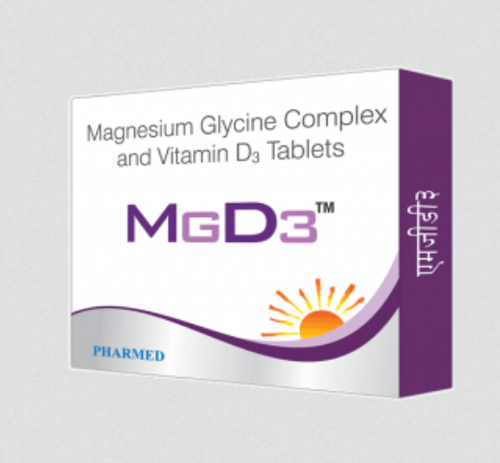 Magnesium Glycine Complex
and Vitamin D₃ Tablets
MgD3™
PHARMED
एमजीडी३